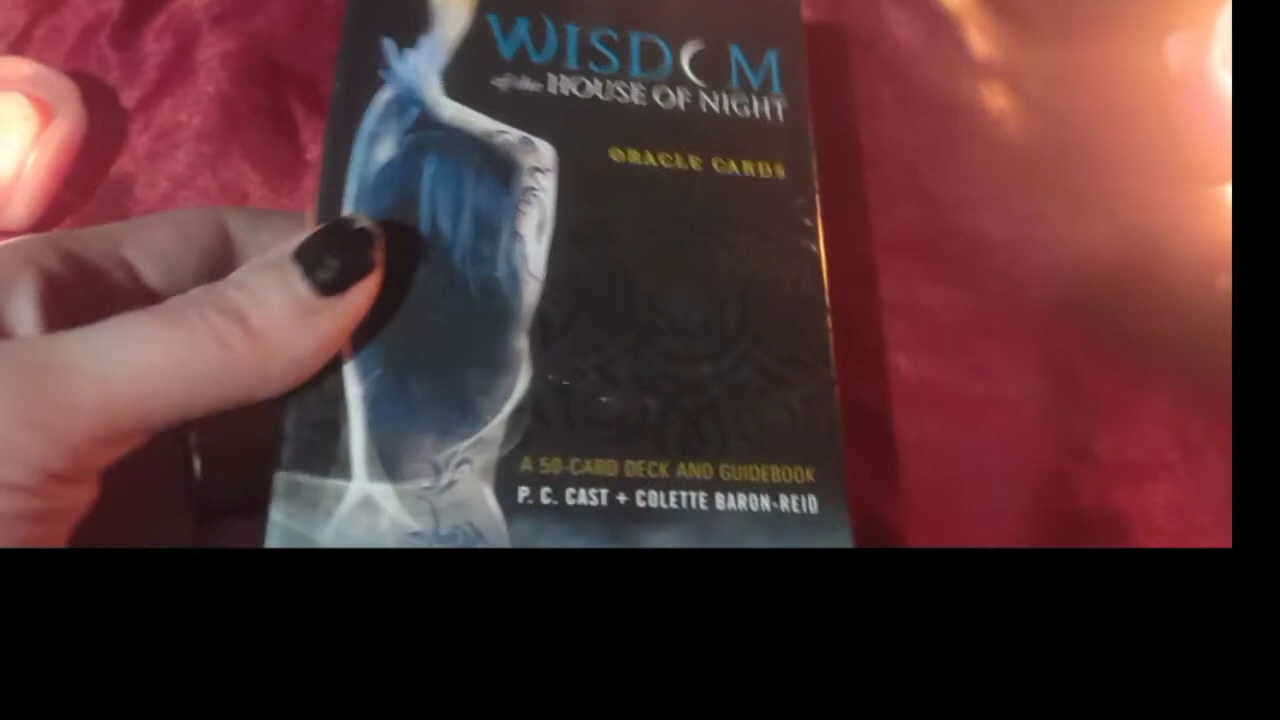 WISDOM
of the HOUSE OF NIGHT
ORACLE CARDS
A 50-CARD DECK AND GUIDEBOOK
P. C. CAST + COLETTE BARON-REID